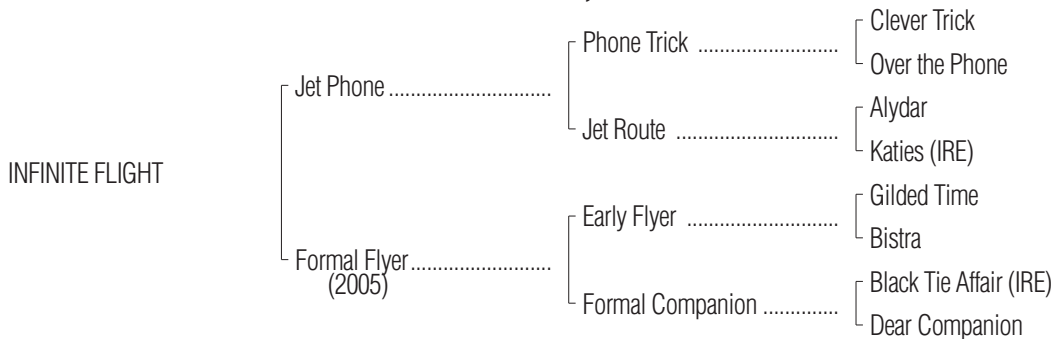 Clever Trick
Phone Trick ............................
Over the Phone
Jet Phone ................................
Alydar
Jet Route ................................
Katies (IRE)
INFINITE FLIGHT
Gilded Time
Early Flyer ..............................
Bistra
Formal Flyer ...........................
(2005)
Black Tie Affair (IRE)
Formal Companion ...............
Dear Companion